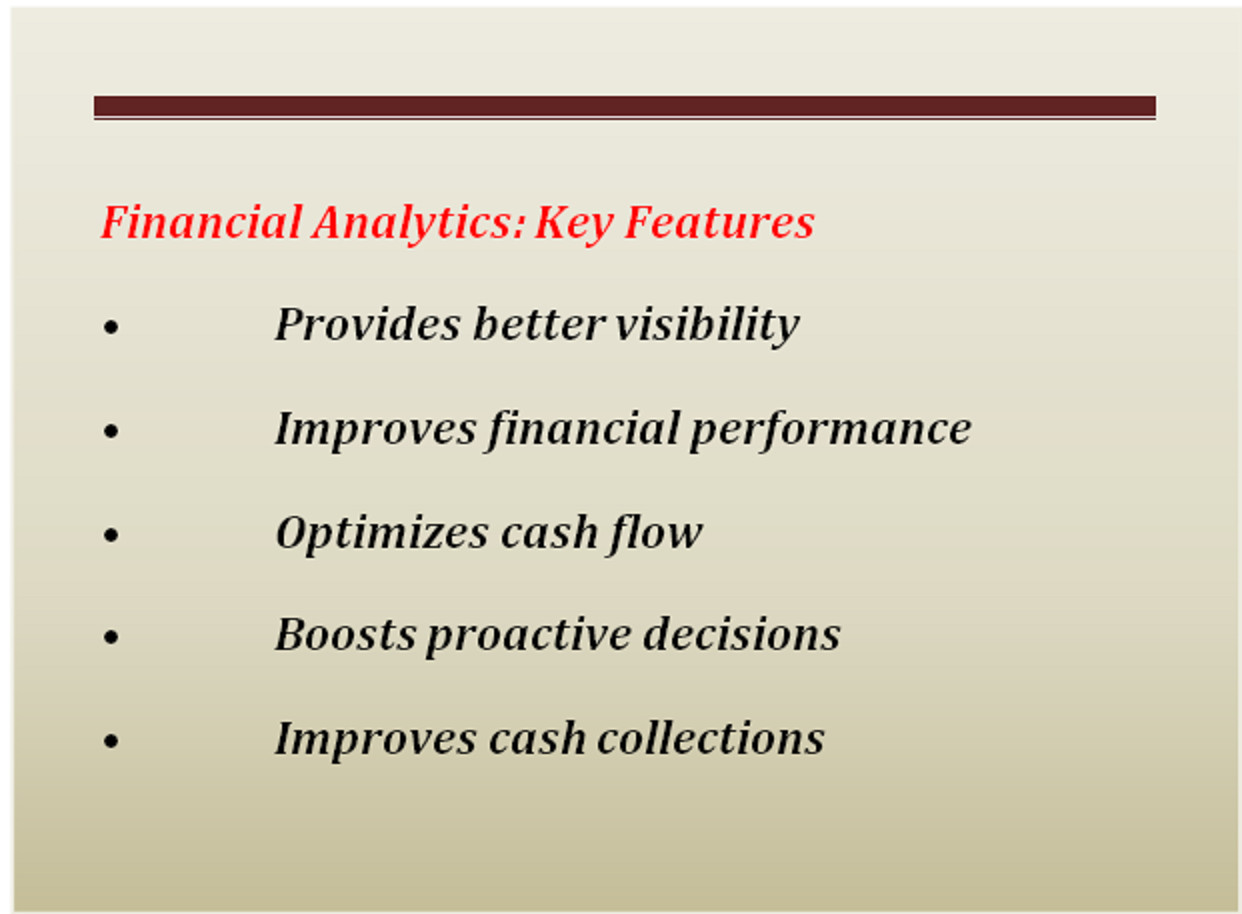 Financial Analytics: Key Features
• Provides better visibility
• Improves financial performance
• Optimizes cash flow
• Boosts proactive decisions
• Improves cash collections